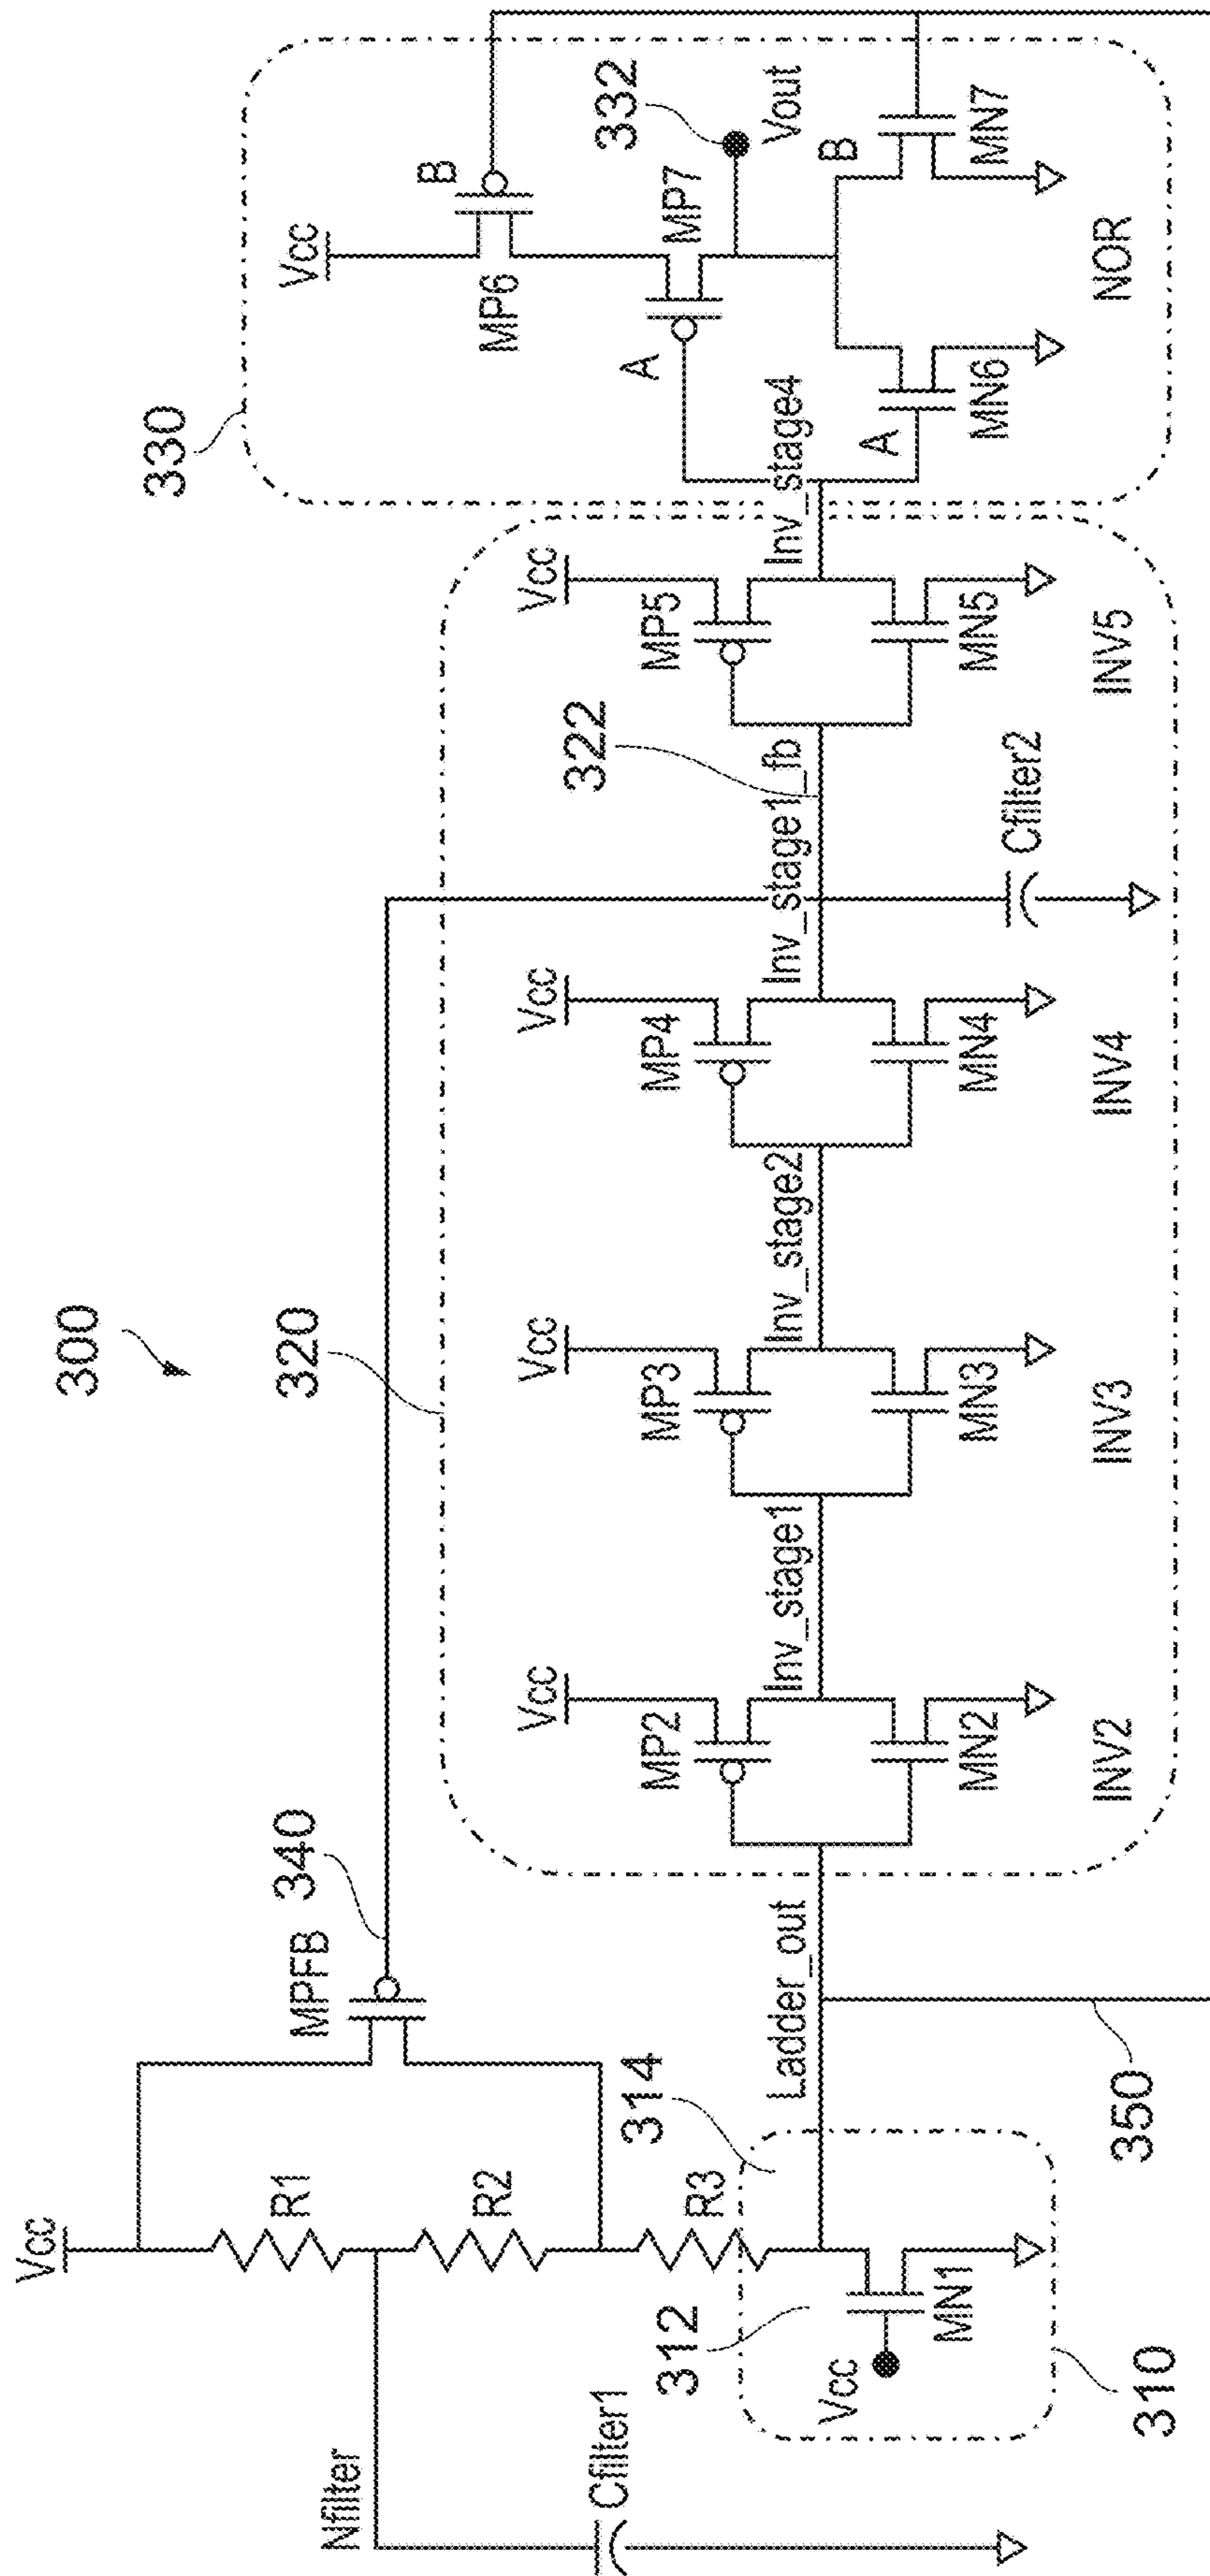 300
320
330
340
Vcc
R1
R2
R3
MPFB
Nfilter
Cfilter1
312
314
Vcc
MN1
310
Ladder_out
350
Vcc
MP2
MN2
Inv_stage1
INV2
Vcc
MP3
MN3
Inv_stage2
INV3
Vcc
MP4
MN4
Inv_stage1_fb
INV4
322
Cfilter2
Vcc
MP5
MN5
Inv_stage4
INV5
Vcc
B
MP6
A
MP7
332
Vout
A
MN6
B
MN7
NOR